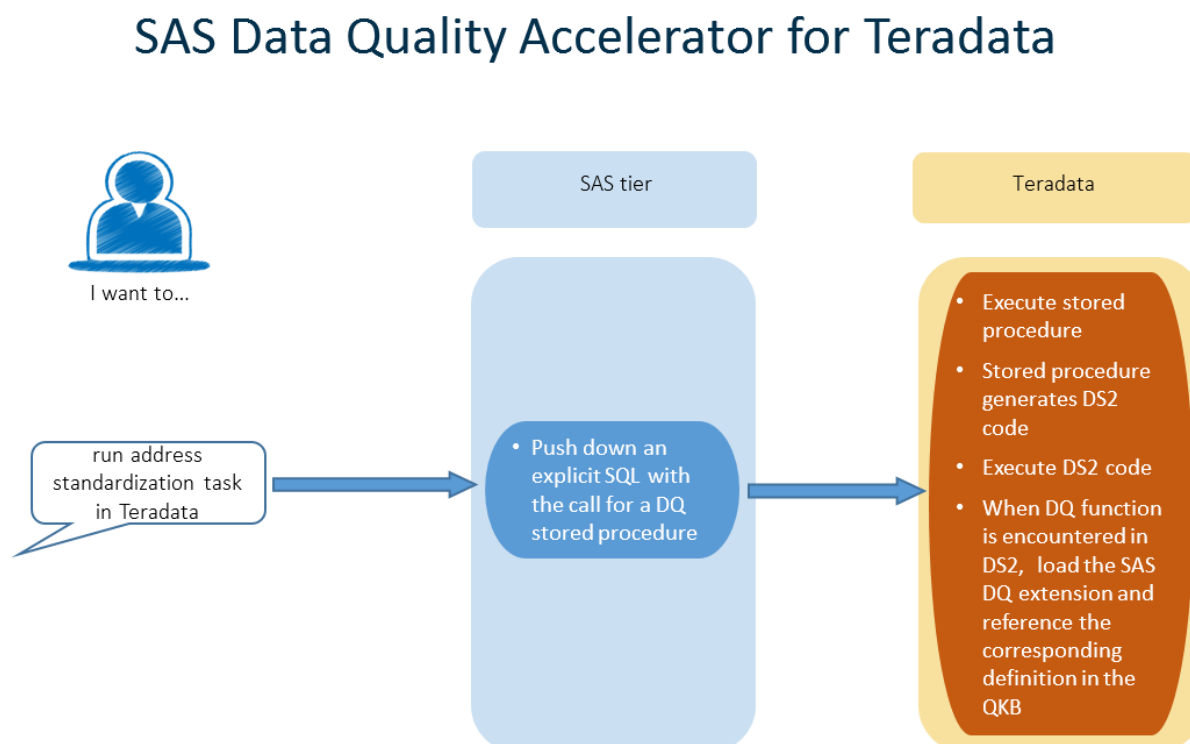 SAS Data Quality Accelerator for Teradata
SAS tier
Teradata
I want to...
run address
standardization task
in Teradata
• Push down an
explicit SQL with
the call for a DQ
stored procedure
• Execute stored
procedure
• Stored procedure
generates DS2
code
• Execute DS2 code
• When DQ function
is encountered in
DS2, load the SAS
DQ extension and
reference the
corresponding
definition in the
QKB